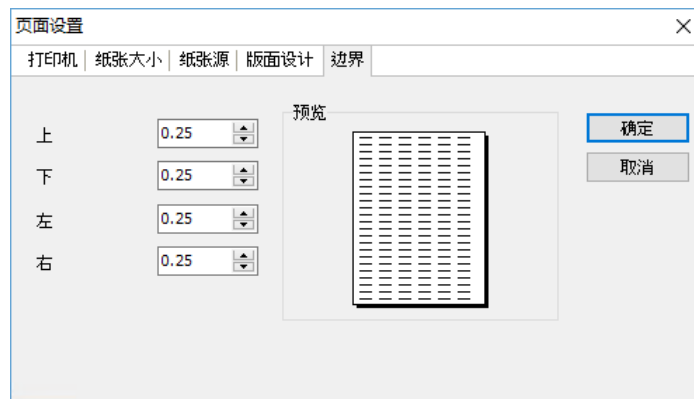 页面设置
打印机 纸张大小 纸张源 版面设计 边界
上 0.25
下 0.25
左 0.25
右 0.25
预览
确定
取消